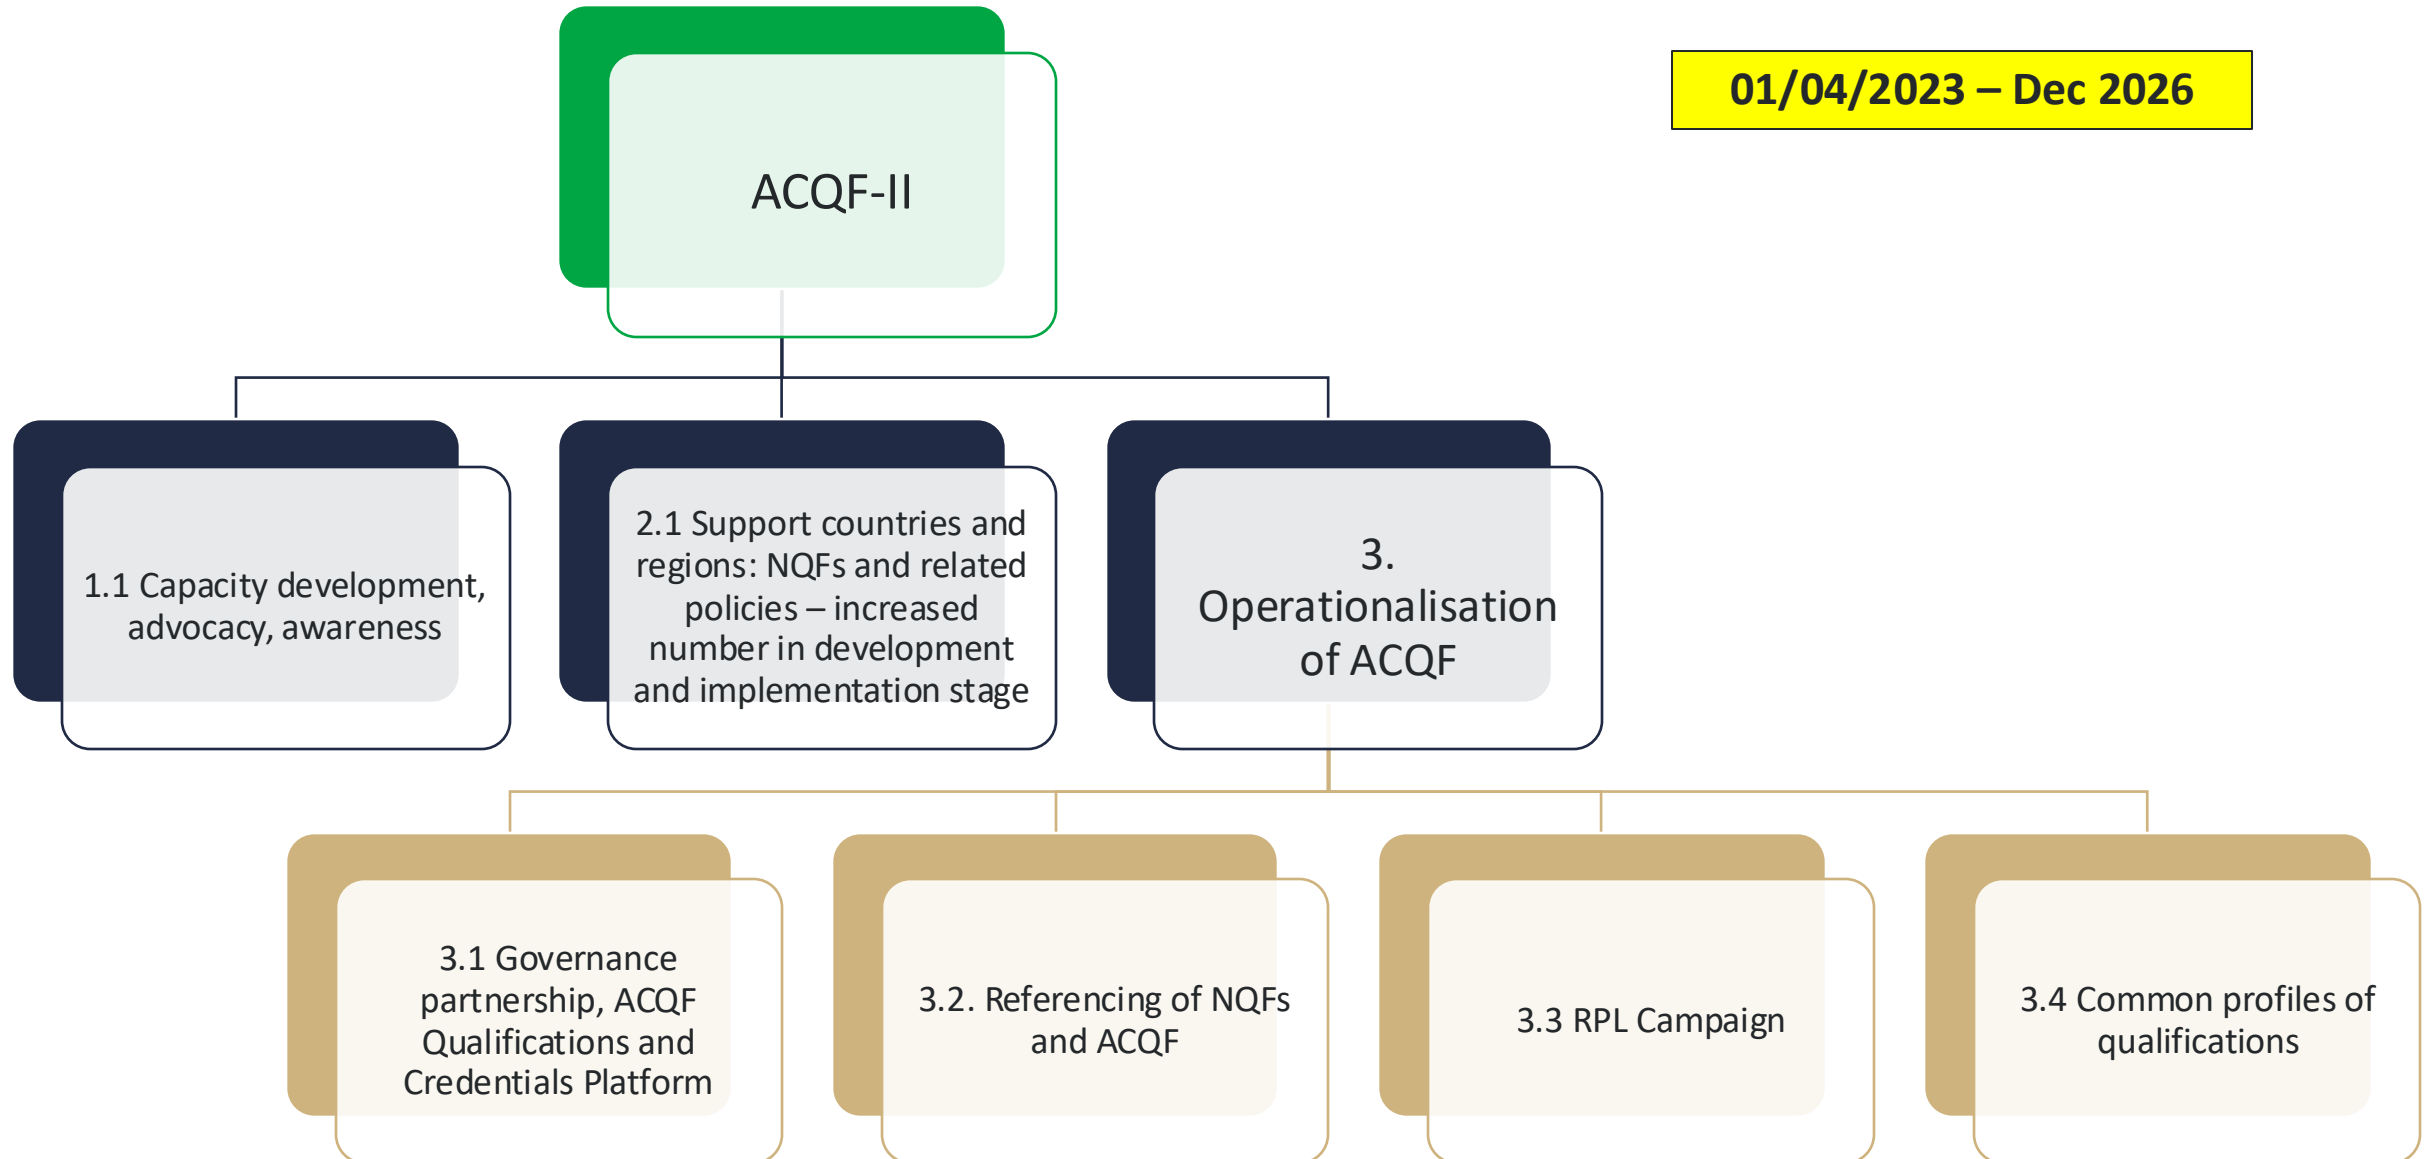 01/04/2023 – Dec 2026
ACQF-II
1.1 Capacity development,
advocacy, awareness
2.1 Support countries and
regions: NQFs and related
policies – increased
number in development
and implementation stage
3.
Operationalisation
of ACQF
3.1 Governance
partnership, ACQF
Qualifications and
Credentials Platform
3.2. Referencing of NQFs
and ACQF
3.3 RPL Campaign
3.4 Common profiles of
qualifications